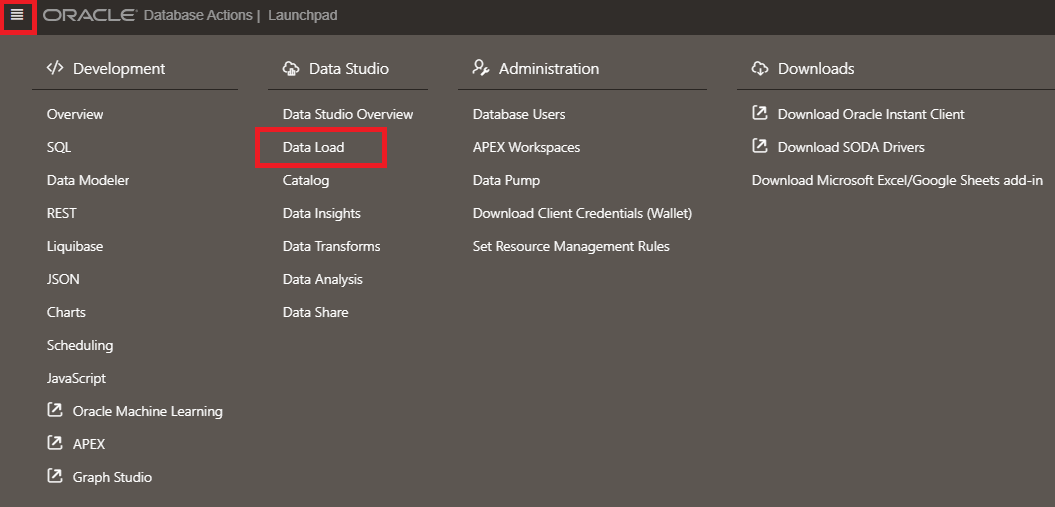 ORACLE Database Actions | Launchpad
Development
Overview
SQL
Data Modeler
REST
Liquibase
JSON
Charts
Scheduling
JavaScript
Oracle Machine Learning
APEX
Graph Studio
Data Studio
Data Studio Overview
Data Load
Catalog
Data Insights
Data Transforms
Data Analysis
Data Share
Administration
Database Users
APEX Workspaces
Data Pump
Download Client Credentials (Wallet)
Set Resource Management Rules
Downloads
Download Oracle Instant Client
Download SODA Drivers
Download Microsoft Excel/Google Sheets add-in